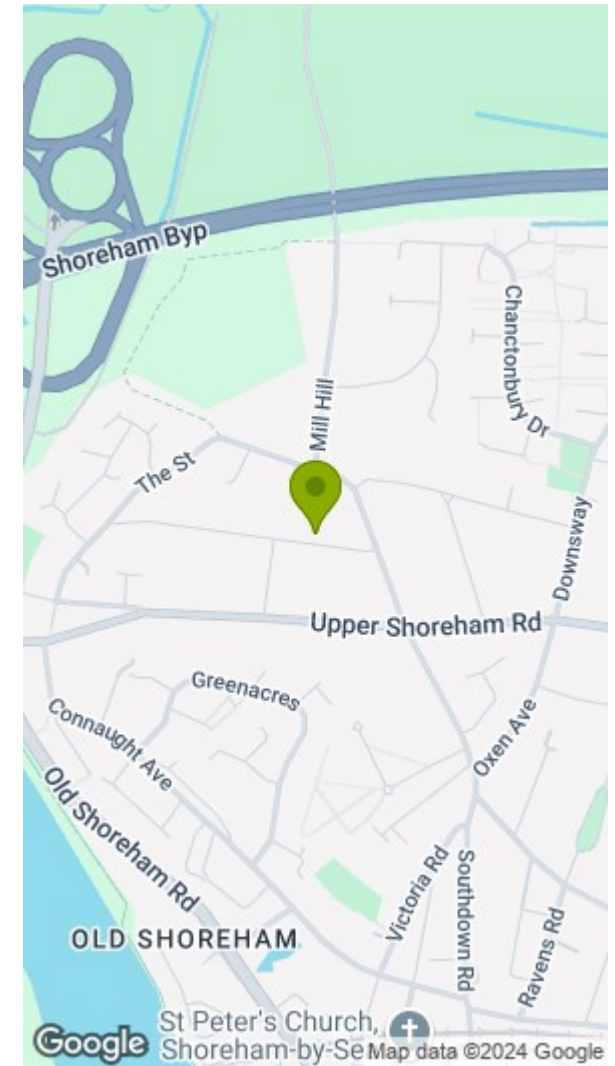 Shoreham Byp
Chanctonbury Dr
Mill Hill
The St
Downsway
Upper Shoreham Rd
Greenacres
Connaught Ave
Oxen Ave
Old Shoreham Rd
Victoria Rd
Southdown Rd
Ravens Rd
OLD SHOREHAM
St Peter's Church,
Shoreham-by-Se
Google
Map data ©2024 Google